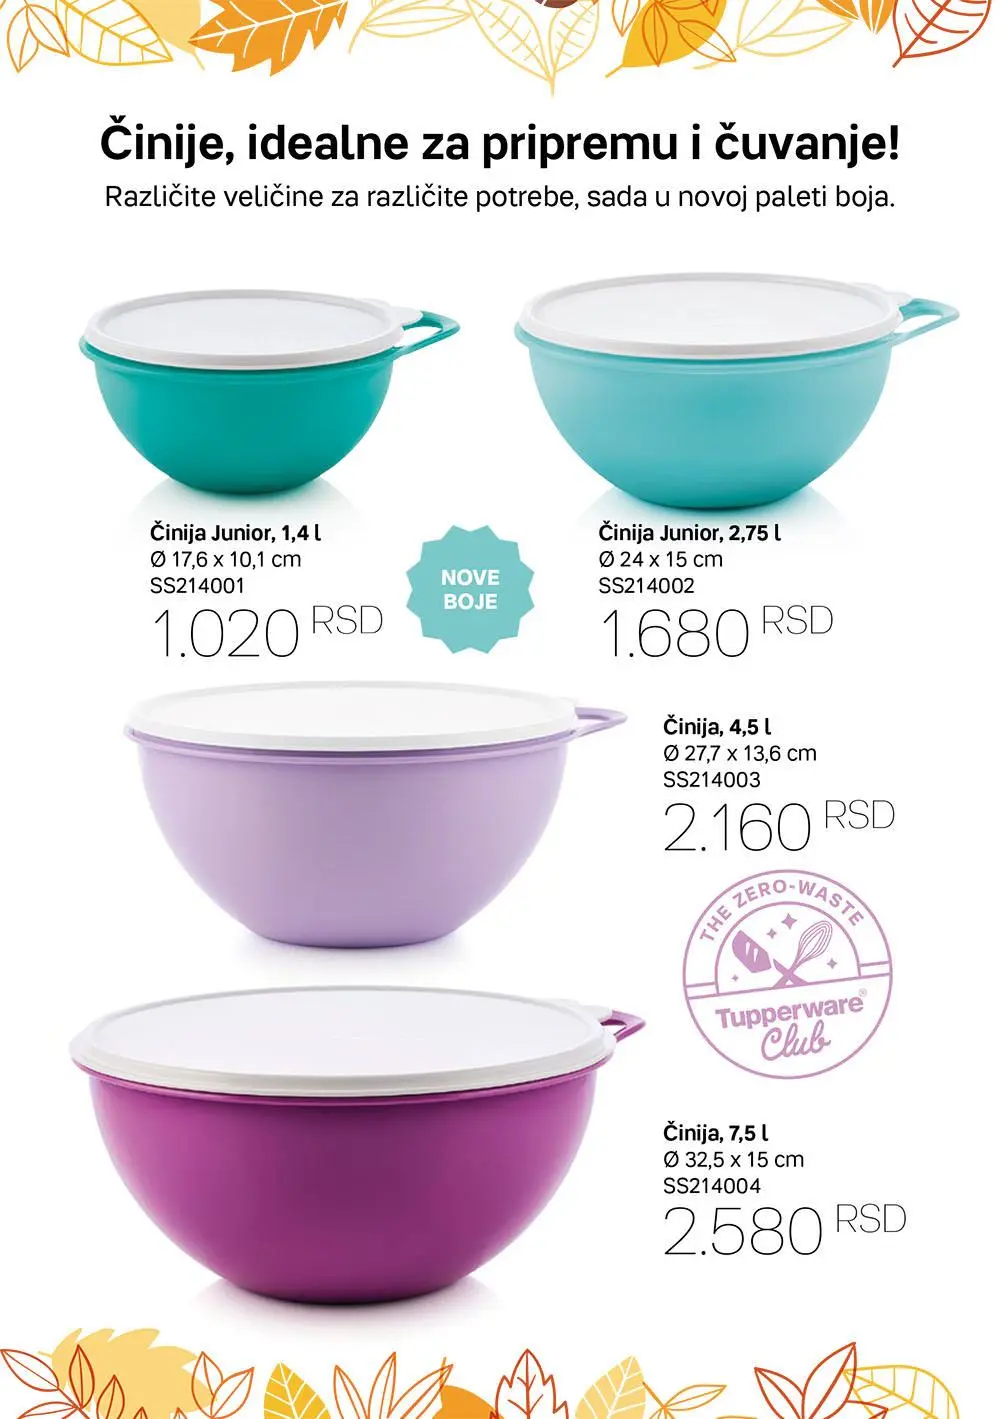 Činije, idealne za pripremu i čuvanje!
Različite veličine za različite potrebe, sada u novoj paleti boja.
Činija Junior, 1,4 l
Ø 17,6 x 10,1 cm
SS214001
1.020 RSD
NOVE
BOJE
Činija Junior, 2,75 l
Ø 24 x 15 cm
SS214002
1.680 RSD
Činija, 4,5 l
Ø 27,7 x 13,6 cm
SS214003
2.160 RSD
THE ZERO-WASTE
Tupperware®
Club
Činija, 7,5 l
Ø 32,5 x 15 cm
SS214004
2.580 RSD